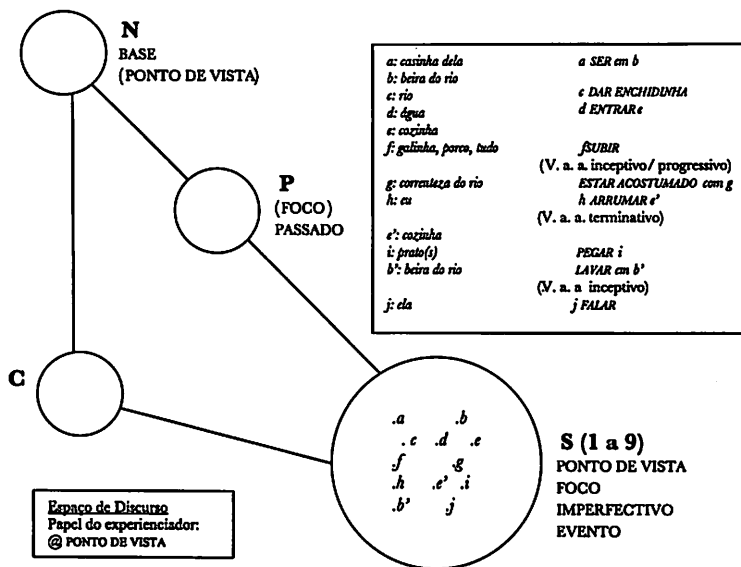 N
BASE
(PONTO DE VISTA)
P
(FOCO)
PASSADO
C
a: casinha dela a SER em b
b: beira do rio
c: rio c DAR ENCHIDINHA
d: água d ENTRAR e
e: cozinha
f: galinha, porco, tudo fSUBIR
(V. a. a. inceptivo/ progressivo)
g: correnteza do rio ESTAR ACOSTUMADO com g
h: eu h ARRUMAR e'
(V. a. a. terminativo)
e': cozinha
i: prato(s) PEGAR i
b': beira do rio LAVAR em b'
(V. a. a inceptivo)
j: ela j FALAR
.a .b
.c .d .e
.f .g
.h .e' .i
.b' .j
S (1 a 9)
PONTO DE VISTA
FOCO
IMPERFECTIVO
EVENTO
Espaço de Discurso
Papel do experienciador:
@ PONTO DE VISTA